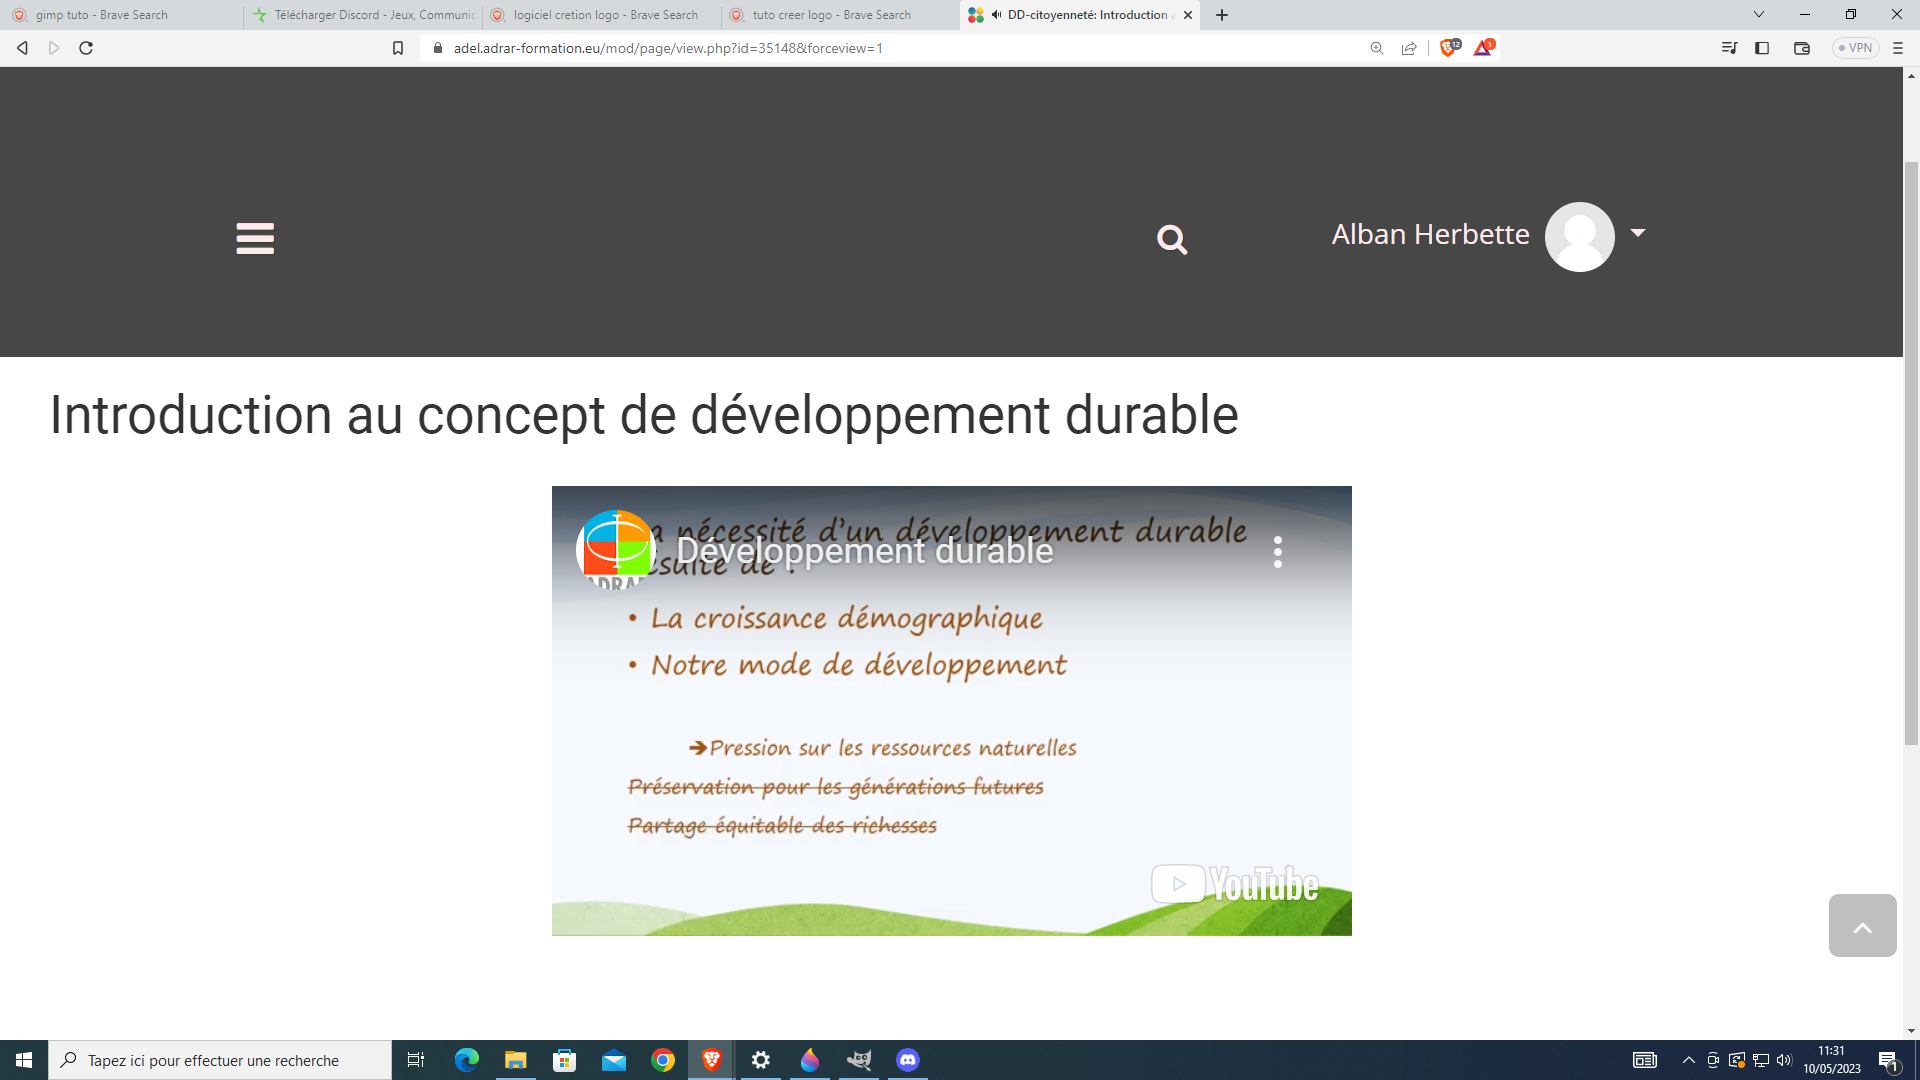 gimp tuto - Brave Search
Télécharger Discord - Jeux, Communic
logiciel cretion logo - Brave Search
tuto creer logo - Brave Search
DD-citoyenneté: Introduction
adel.adrar-formation.eu/mod/page/view.php?id=35148&forceview=1
12
1
VPN
Alban Herbette
Introduction au concept de développement durable
a nécessité d'un développement durable
Développement durable
sulte de :
ADRA
• La croissance démographique
• Notre mode de développement
➔Pression sur les ressources naturelles
Préservation pour les générations futures
Partage équitable des richesses
YouTube
Tapez ici pour effectuer une recherche
11:31
10/05/2023
1